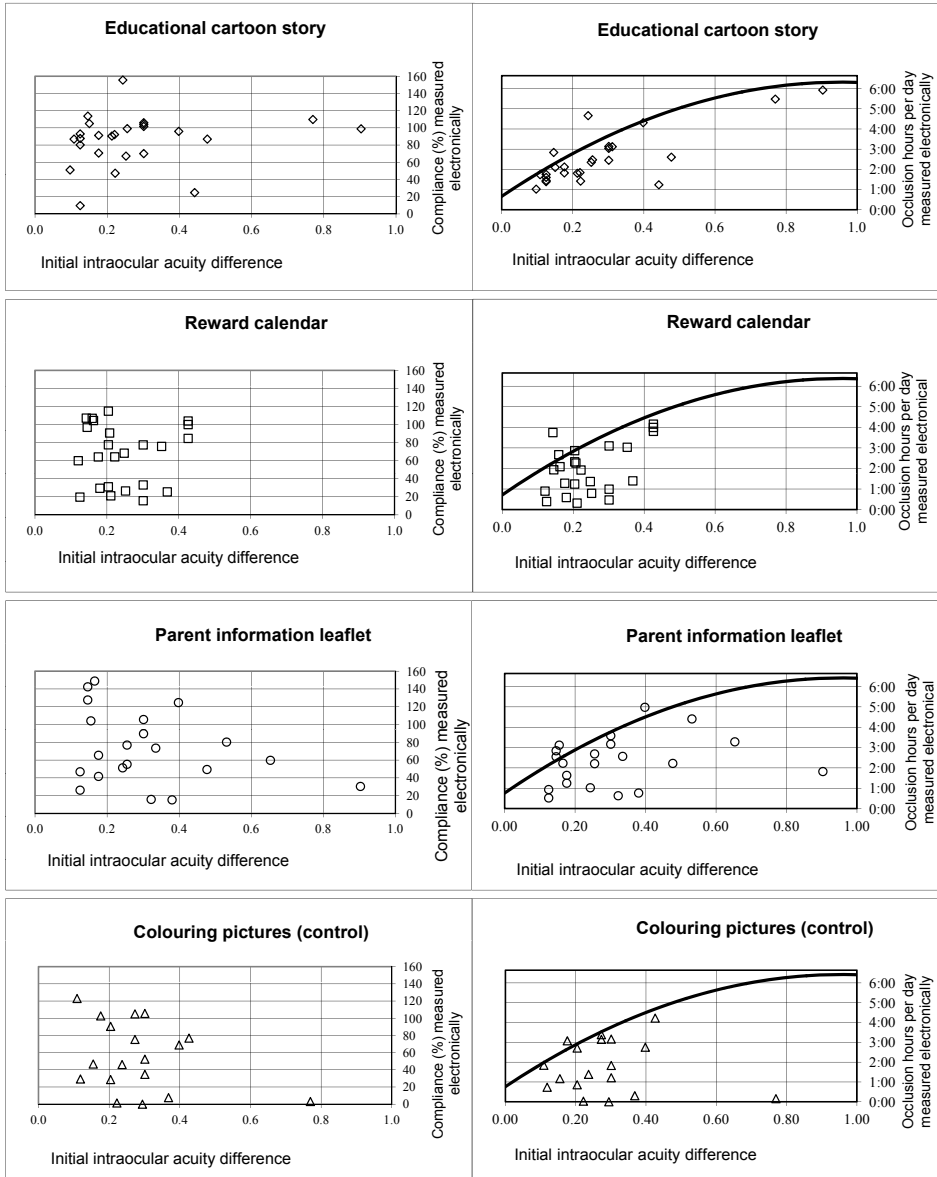 Educational cartoon story
160
140
120
100
80
60
40
20
0
Compliance (%) measured
electronically
0.0 0.2 0.4 0.6 0.8 1.0
Initial intraocular acuity difference
Educational cartoon story
6:00
5:00
4:00
3:00
2:00
1:00
0:00
Occlusion hours per day
measured electronically
0.0 0.2 0.4 0.6 0.8 1.0
Initial intraocular acuity difference
Reward calendar
160
140
120
100
80
60
40
20
0
Compliance (%) measured
electronically
0.0 0.2 0.4 0.6 0.8 1.0
Initial intraocular acuity difference
Reward calendar
6:00
5:00
4:00
3:00
2:00
1:00
0:00
Occlusion hours per day
measured electronical
0.0 0.2 0.4 0.6 0.8 1.0
Initial intraocular acuity difference
Parent information leaflet
160
140
120
100
80
60
40
20
0
Compliance (%) measured
electronically
0.0 0.2 0.4 0.6 0.8 1.0
Initial intraocular acuity difference
Parent information leaflet
6:00
5:00
4:00
3:00
2:00
1:00
0:00
Occlusion hours per day
measured electronical
0.00 0.20 0.40 0.60 0.80 1.00
Initial intraocular acuity difference
Colouring pictures (control)
160
140
120
100
80
60
40
20
0
Compliance (%) measured
electronically
0.0 0.2 0.4 0.6 0.8 1.0
Initial intraocular acuity difference
Colouring pictures (control)
6:00
5:00
4:00
3:00
2:00
1:00
0:00
Occlusion hours per day
measured electronically
0.0 0.2 0.4 0.6 0.8 1.0
Initial intraocular acuity difference